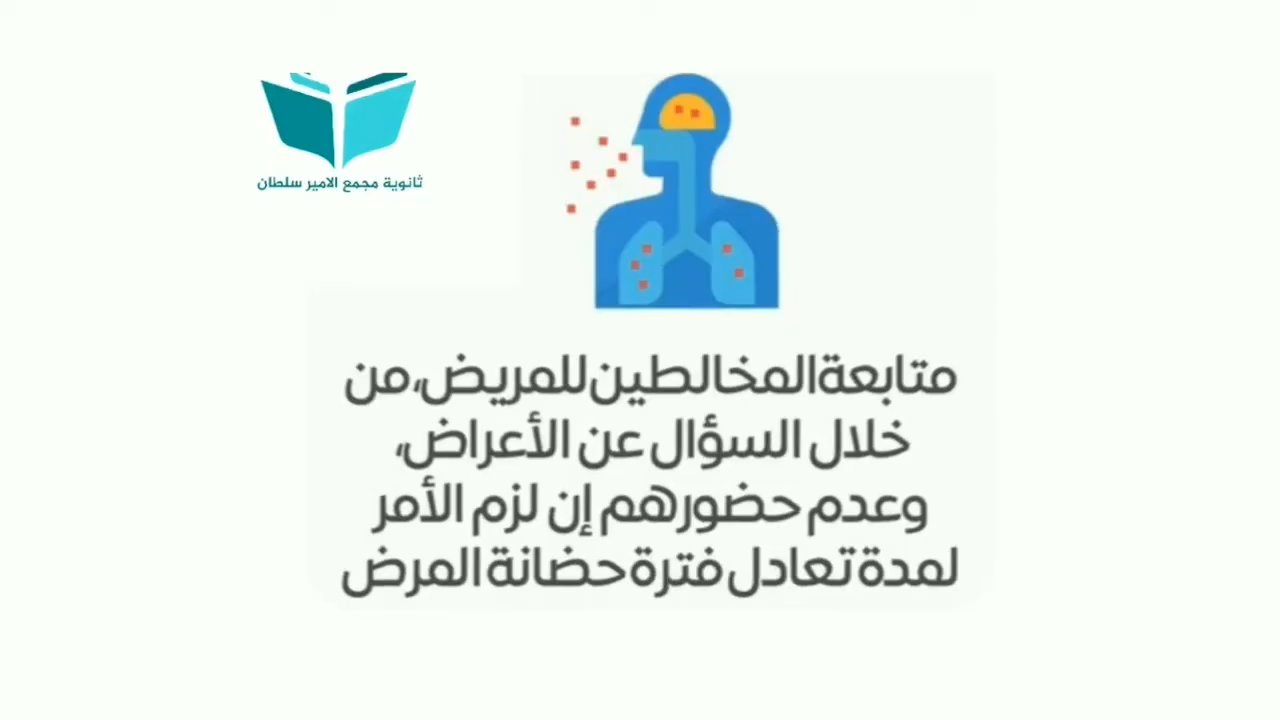 ثانوية مجمع الامير سلطان
متابعة المخالطين للمريض، من
خلال السؤال عن الأعراض،
وعدم حضورهم إن لزم الأمر
لمدة تعادل فترة حضانة المرض